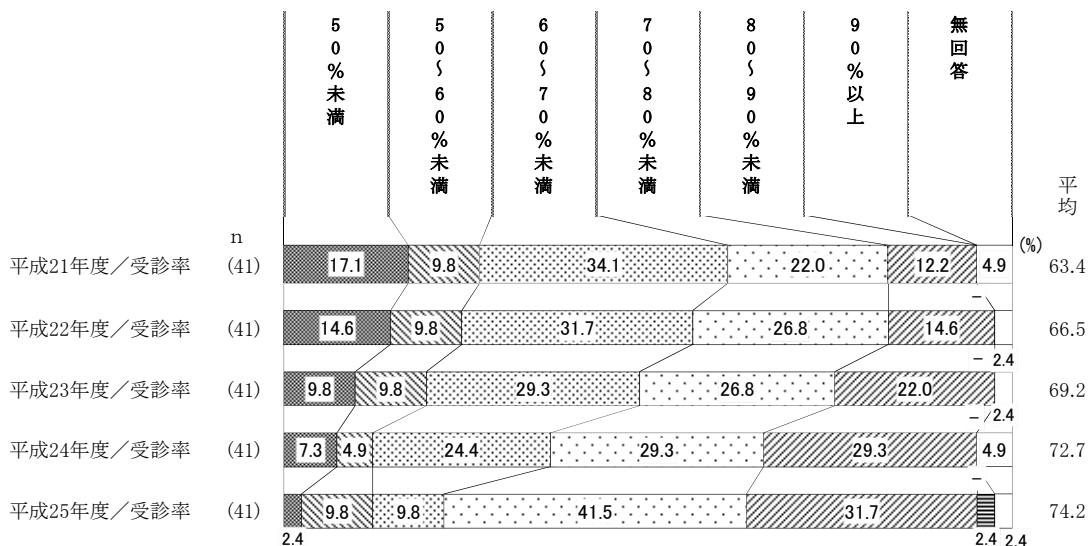 50%未満
50~60%未満
60~70%未満
70~80%未満
80~90%未満
90%以上
無回答
平均
n
(%)
平成21年度/受診率 (41) 17.1 9.8 34.1 22.0 12.2 4.9 63.4
－
平成22年度/受診率 (41) 14.6 9.8 31.7 26.8 14.6 66.5
－ 2.4
平成23年度/受診率 (41) 9.8 9.8 29.3 26.8 22.0 69.2
－ 2.4
平成24年度/受診率 (41) 7.3 4.9 24.4 29.3 29.3 4.9 72.7
－
平成25年度/受診率 (41) 9.8 9.8 41.5 31.7 74.2
2.4 2.4 2.4